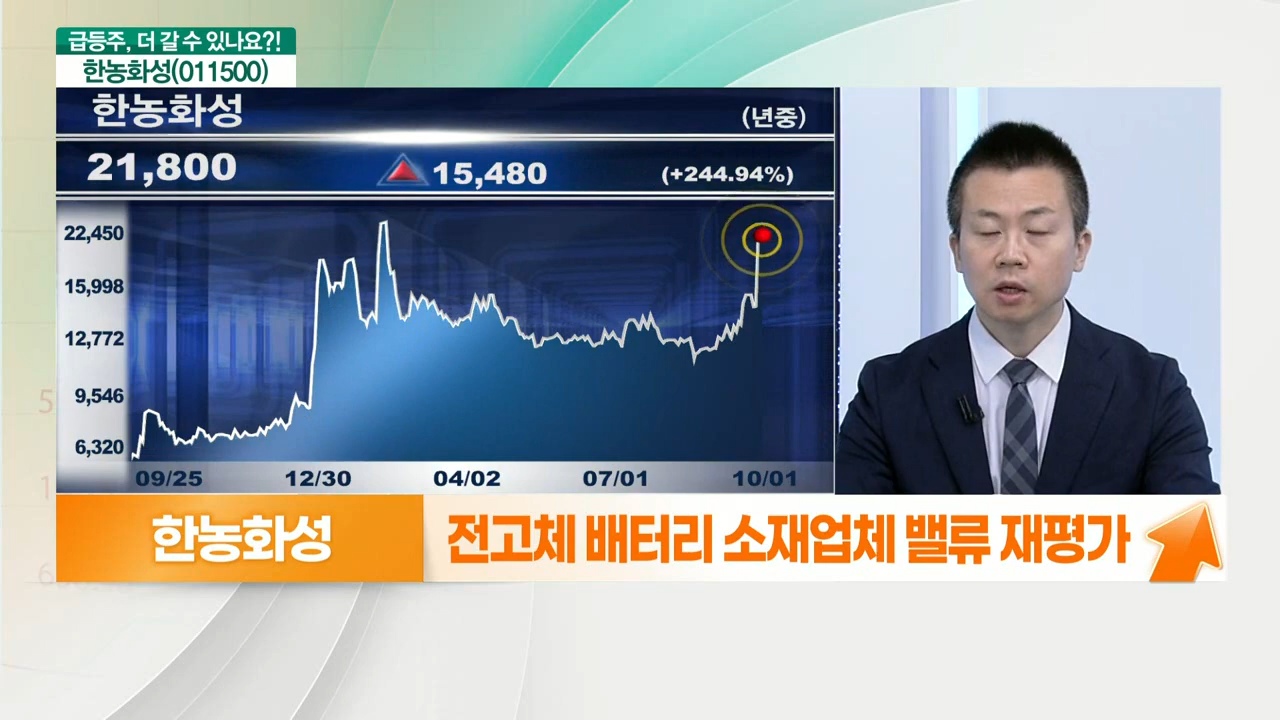 급등주, 더 갈 수 있나요?!
한농화성(011500)
한농화성
(년중)
21,800 ▲ 15,480 (+244.94%)
22,450
15,998
12,772
9,546
6,320
09/25 12/30 04/02 07/01 10/01
한농화성
전고체 배터리 소재업체 밸류 재평가
5
1
6